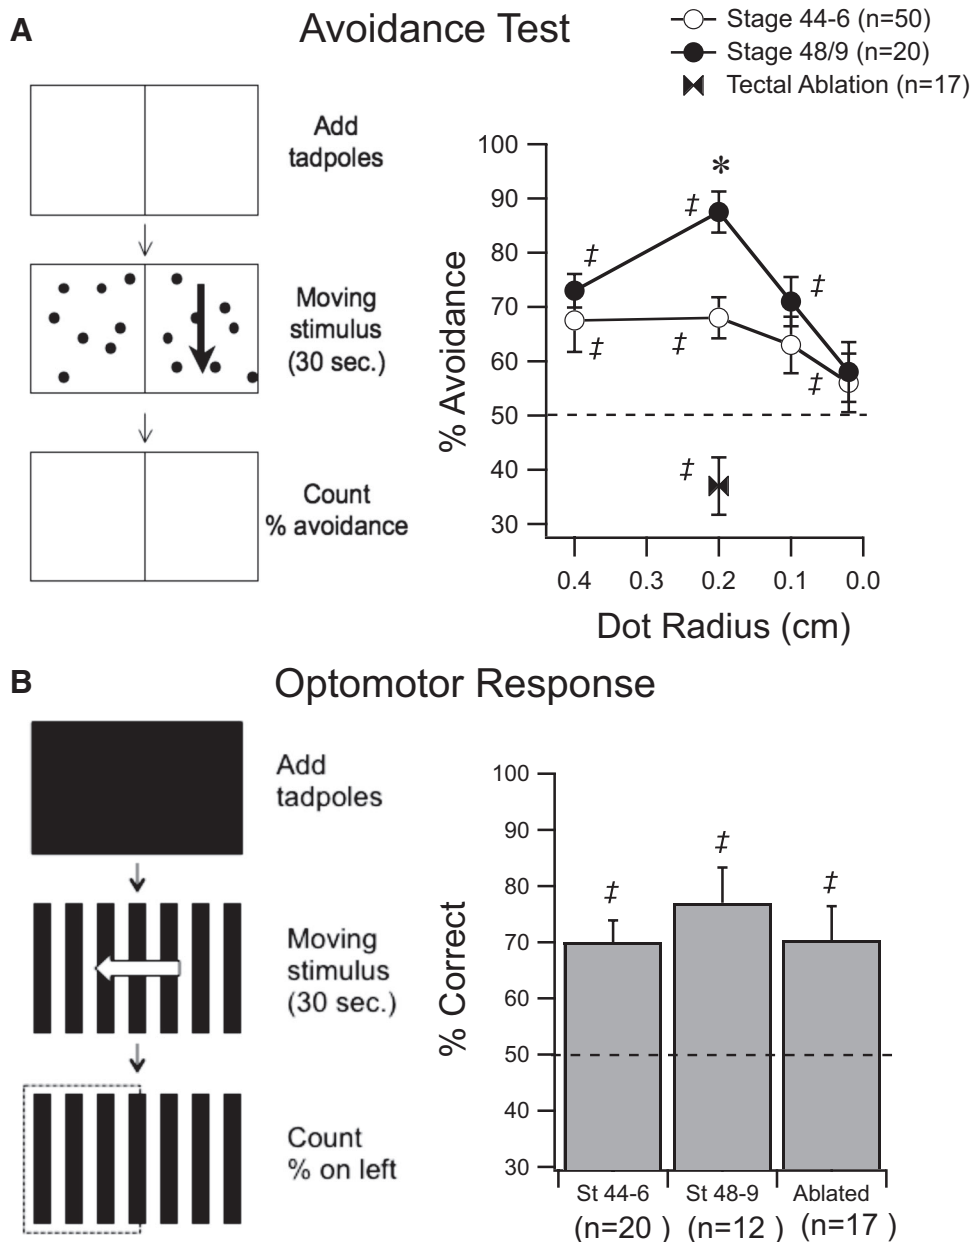 A
Avoidance Test
Stage 44-6 (n=50)
Stage 48/9 (n=20)
Tectal Ablation (n=17)
Add
tadpoles
Moving
stimulus
(30 sec.)
Count
% avoidance
% Avoidance
100
90
80
70
60
50
40
30
*
‡
‡
‡
‡
‡
‡
‡
0.4
0.3
0.2
0.1
0.0
Dot Radius (cm)
B
Optomotor Response
Add
tadpoles
Moving
stimulus
(30 sec.)
Count
% on left
% Correct
100
90
80
70
60
50
40
30
‡
‡
‡
St 44-6
St 48-9
Ablated
(n=20)
(n=12 )
(n=17 )